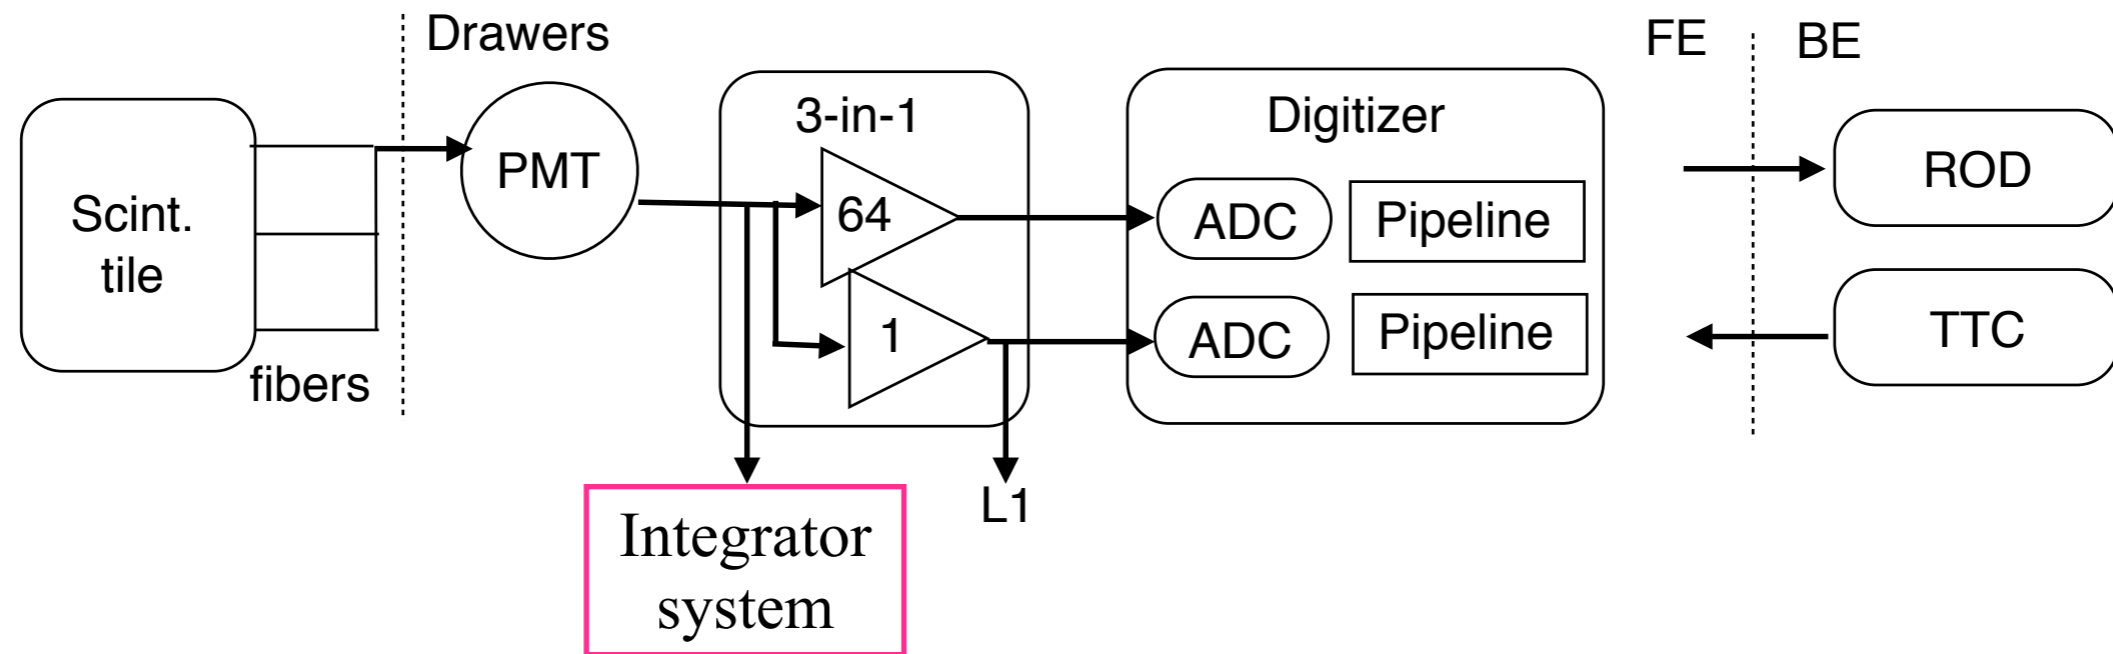 Drawers
FE
BE
Scint.
tile
fibers
PMT
3-in-1
64
1
Digitizer
ADC
Pipeline
ADC
Pipeline
ROD
TTC
L1
Integrator
system